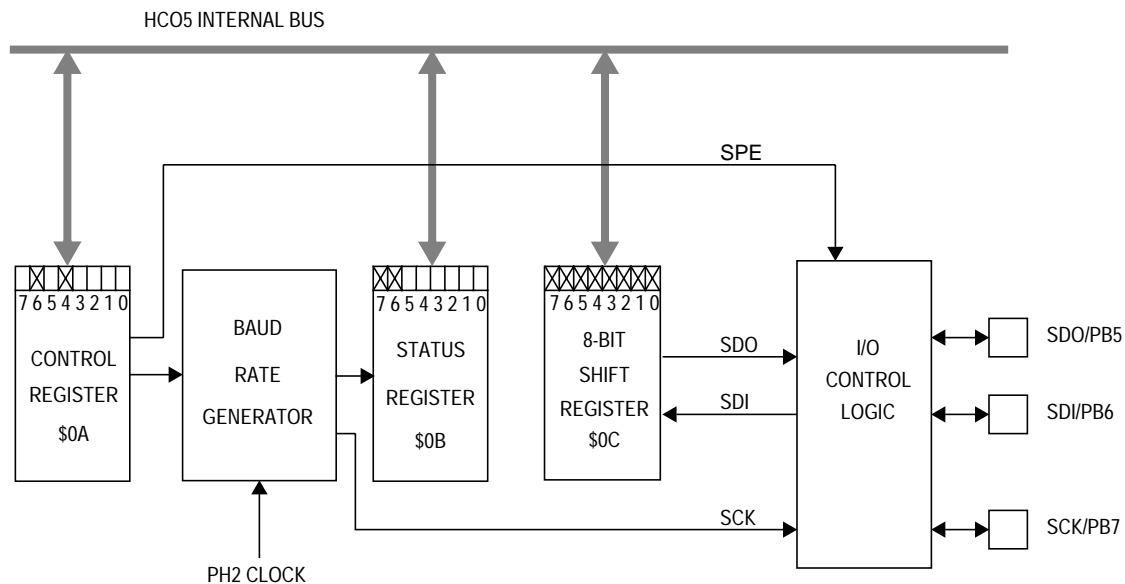 HCO5 INTERNAL BUS
SPE
7 6 5 4 3 2 1 0
CONTROL
REGISTER
$0A
BAUD
RATE
GENERATOR
PH2 CLOCK
7 6 5 4 3 2 1 0
STATUS
REGISTER
$0B
7 6 5 4 3 2 1 0
8-BIT
SHIFT
REGISTER
$0C
SDO
SDI
SCK
I/O
CONTROL
LOGIC
SDO/PB5
SDI/PB6
SCK/PB7